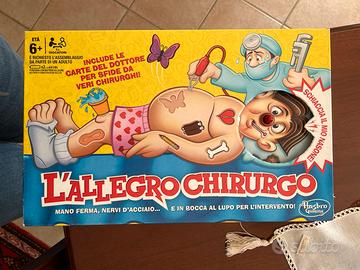 ETÀ
6+
È RICHIESTO L'ASSEMBLAGGIO
DA PARTE DI UN ADULTO
INCLUDE LE
CARTE DEL DOTTORE
PER SFIDE DA
VERI CHIRURGHI!
SCHIACCIA IL MIO NASONE!
L'ALLEGRO CHIRURGO
MANO FERMA, NERVI D'ACCIAIO...
E IN BOCCA AL LUPO PER L'INTERVENTO!
Hasbro
Gaming
Subito